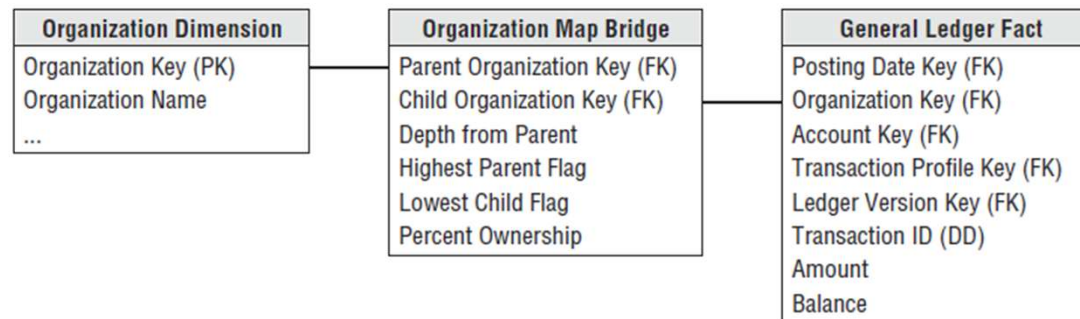 Organization Dimension
Organization Key (PK)
Organization Name
...
Organization Map Bridge
Parent Organization Key (FK)
Child Organization Key (FK)
Depth from Parent
Highest Parent Flag
Lowest Child Flag
Percent Ownership
General Ledger Fact
Posting Date Key (FK)
Organization Key (FK)
Account Key (FK)
Transaction Profile Key (FK)
Ledger Version Key (FK)
Transaction ID (DD)
Amount
Balance